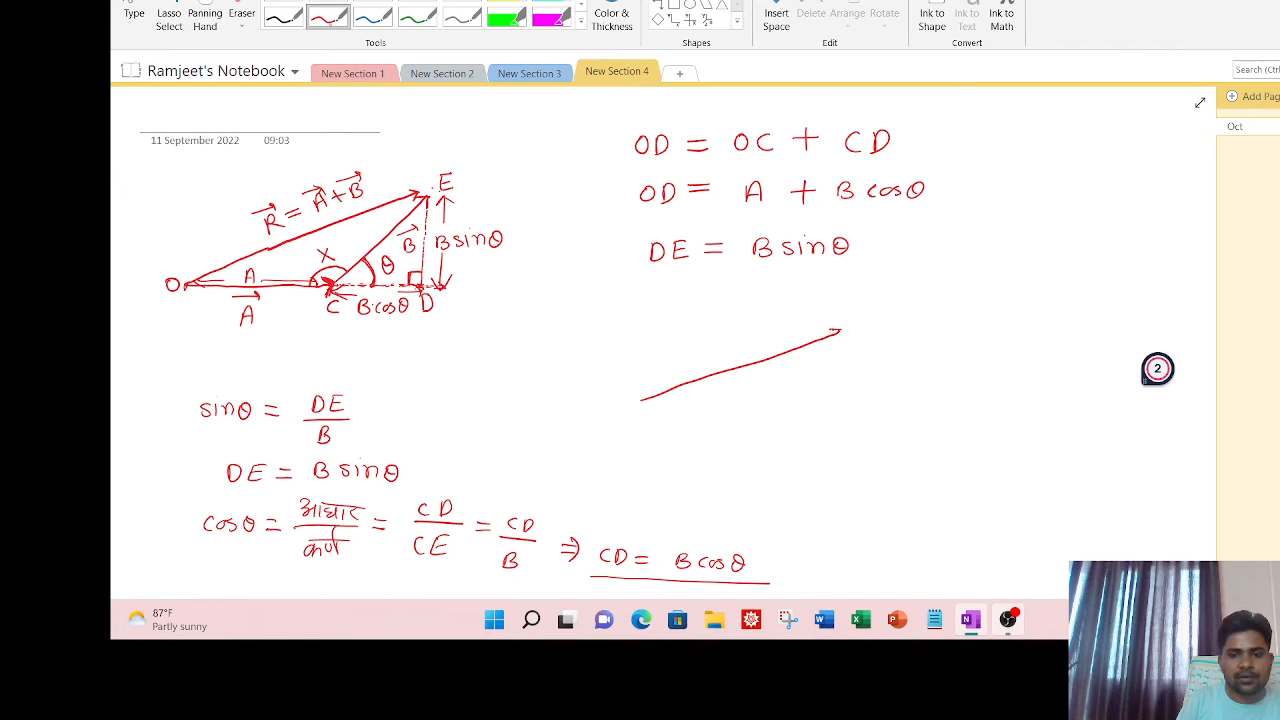 Type
Lasso Select
Panning Hand
Eraser
Color & Thickness
Insert Space
Delete
Arrange
Rotate
Ink to Shape
Ink to Text
Ink to Math
Tools
Shapes
Edit
Convert
Ramjeet's Notebook
New Section 1
New Section 2
New Section 3
New Section 4
+
Search (Ctrl
Add Pag
Oct
11 September 2022 09:03
OD = OC + CD
OD = A + B cosθ
DE = B sinθ
E
R = A + B
X
B
B sinθ
θ
O
A
A
C
B cosθ
D
2
sinθ = DE / B
DE = B sinθ
cosθ = आधार / कर्ण = CD / CE = CD / B ⇒ CD = B cosθ
87°F
Partly sunny